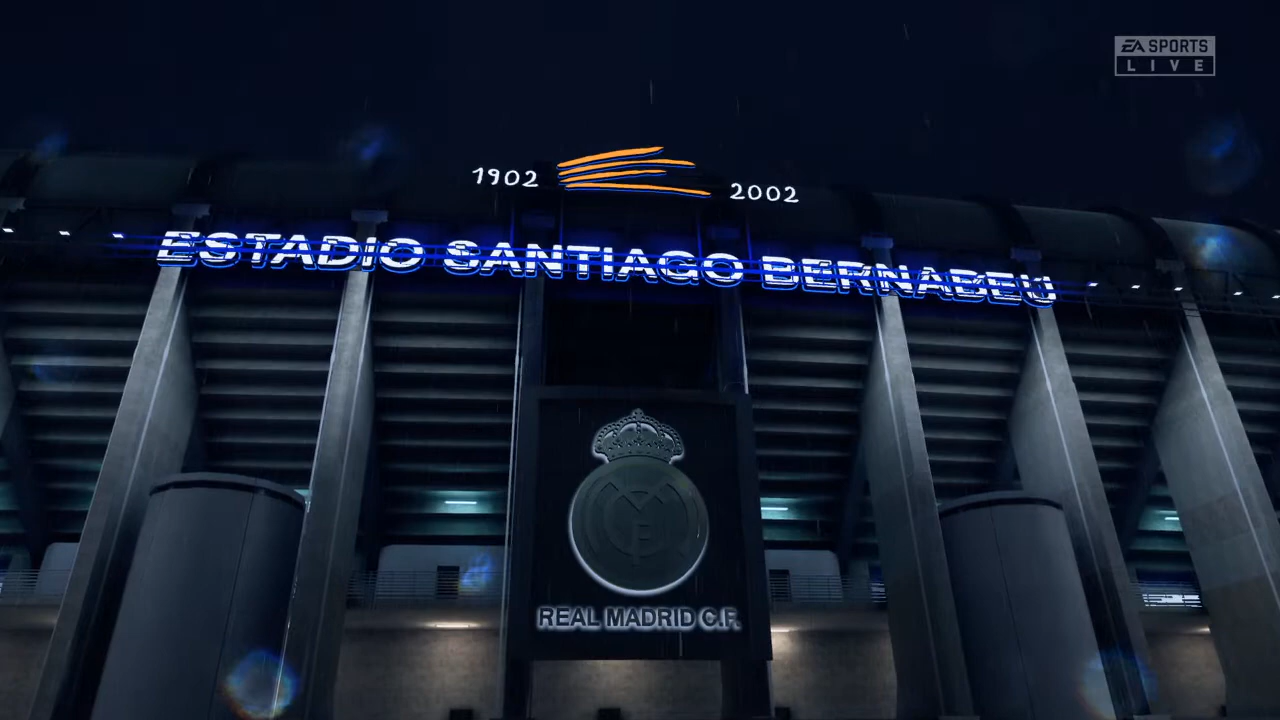 EA SPORTS
LIVE
1902 2002
ESTADIO SANTIAGO BERNABEU
REAL MADRID C.F.